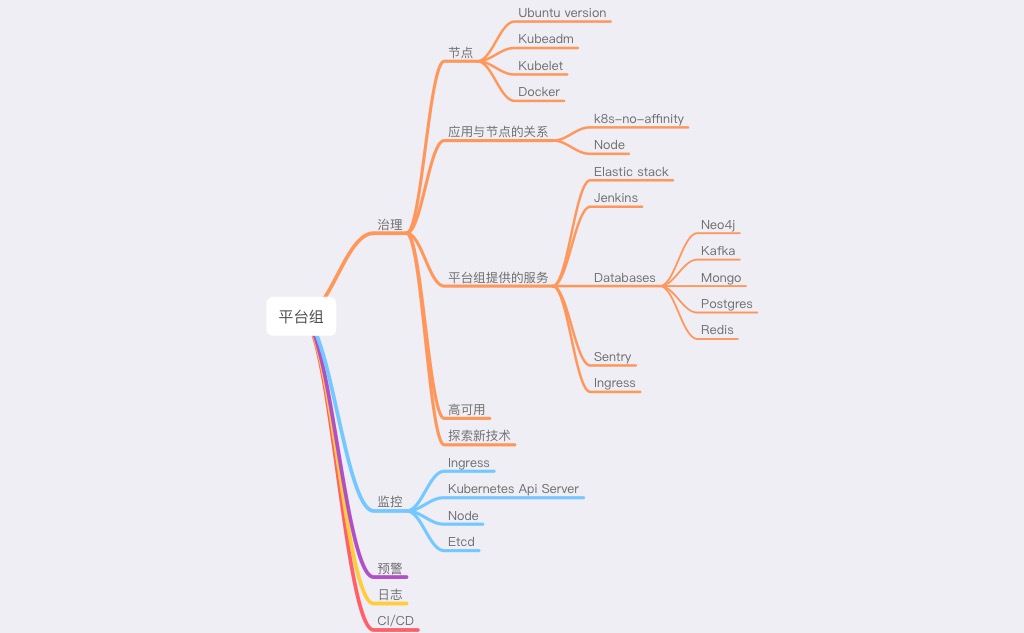 平台组
治理
节点
Ubuntu version
Kubeadm
Kubelet
Docker
应用与节点的关系
k8s-no-affinity
Node
平台组提供的服务
Elastic stack
Jenkins
Databases
Neo4j
Kafka
Mongo
Postgres
Redis
Sentry
Ingress
高可用
探索新技术
监控
Ingress
Kubernetes Api Server
Node
Etcd
预警
日志
CI/CD